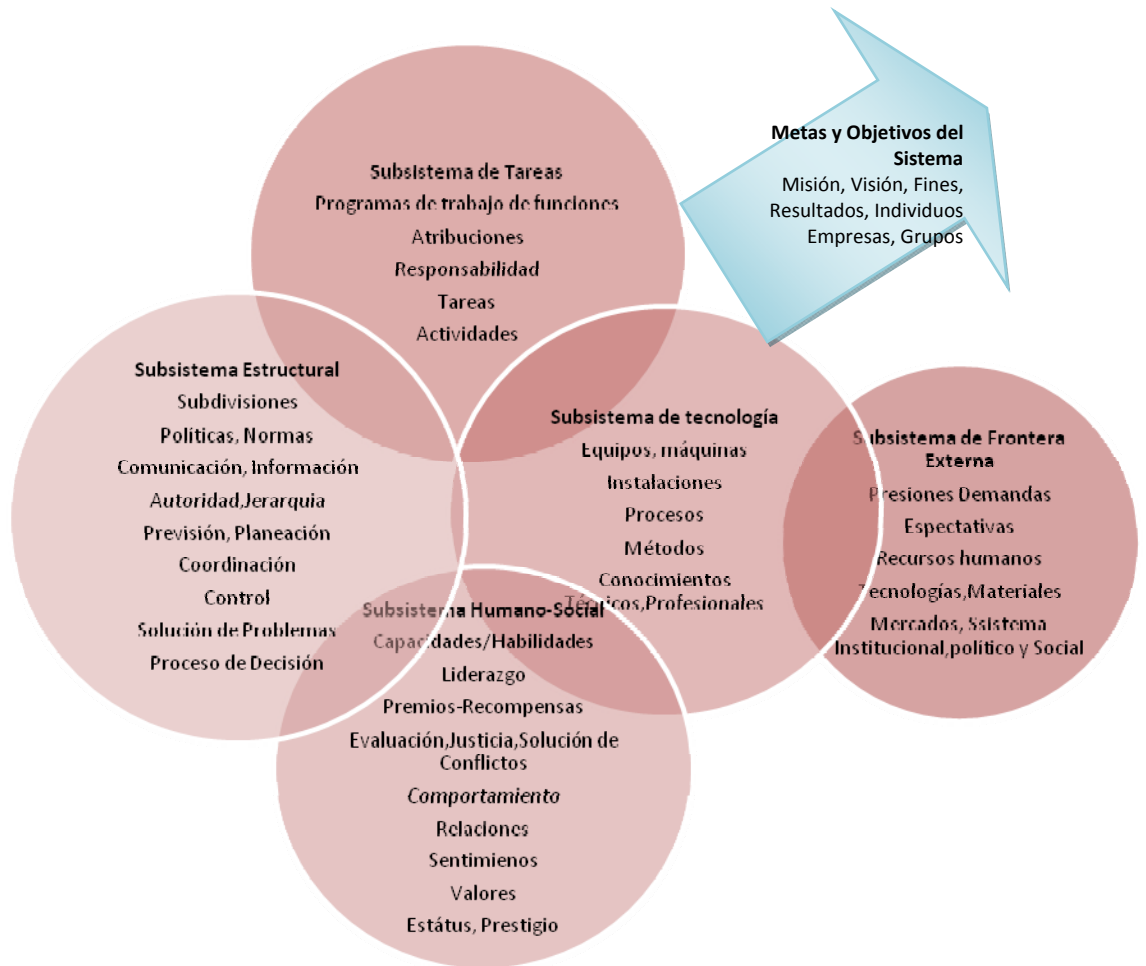 Metas y Objetivos del
Sistema
Misión, Visión, Fines,
Resultados, Individuos
Empresas, Grupos
Subsistema de Tareas
Programas de trabajo de funciones
Atribuciones
Responsabilidad
Tareas
Actividades
Subsistema Estructural
Subdivisiones
Políticas, Normas
Comunicación, Información
Autoridad,Jerarquia
Previsión, Planeación
Coordinación
Control
Solución de Problemas
Proceso de Decisión
Subsistema de tecnología
Equipos, máquinas
Instalaciones
Procesos
Métodos
Conocimientos
Técnicos,Profesionales
Subsistema de Frontera
Externa
Presiones Demandas
Espectativas
Recursos humanos
Tecnologías,Materiales
Mercados, Ssistema
Institucional,político y Social
Subsistema Humano-Social
Capacidades/Habilidades
Liderazgo
Premios-Recompensas
Evaluación,Justicia,Solución de
Conflictos
Comportamiento
Relaciones
Sentimienos
Valores
Estátus, Prestigio